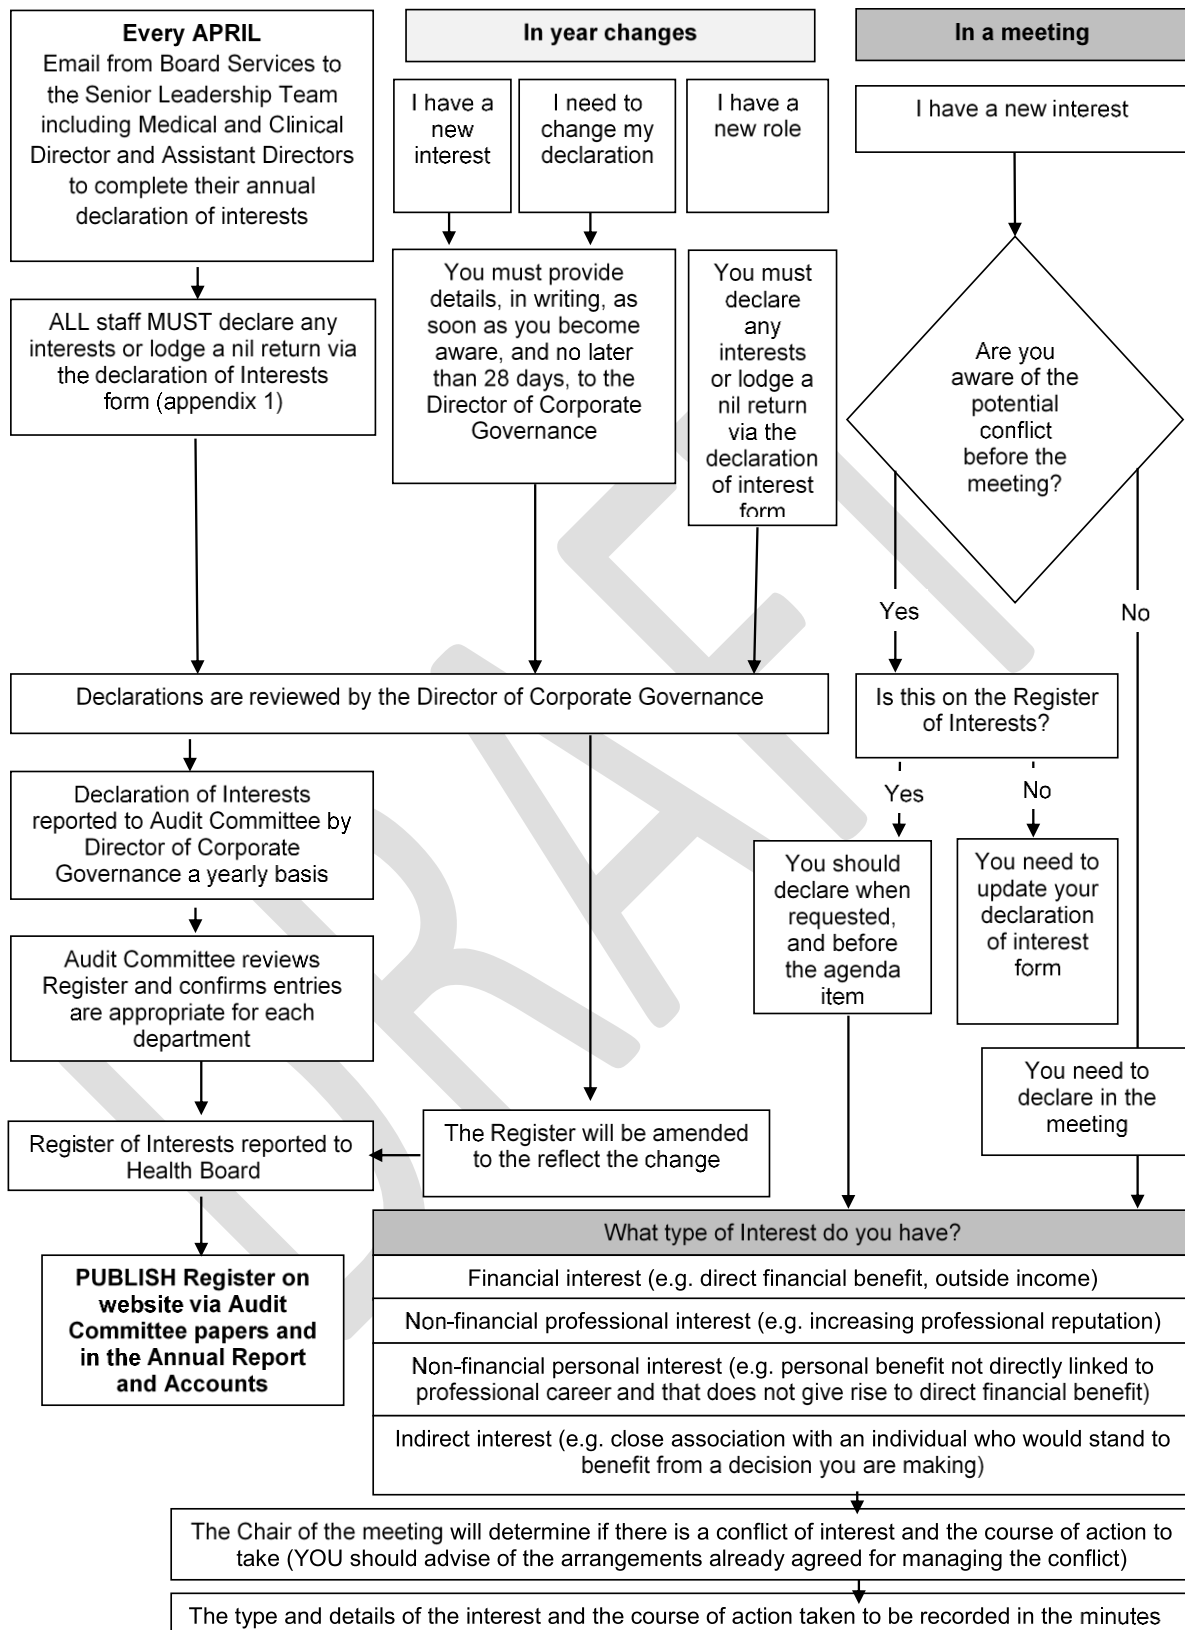 Every APRIL
Email from Board Services to
the Senior Leadership Team
including Medical and Clinical
Director and Assistant Directors
to complete their annual
declaration of interests
ALL staff MUST declare any
interests or lodge a nil return via
the declaration of Interests
form (appendix 1)
In year changes
I have a
new
interest
I need to
change my
declaration
I have a
new role
You must provide
details, in writing, as
soon as you become
aware, and no later
than 28 days, to the
Director of Corporate
Governance
You must
declare
any
interests
or lodge a
nil return
via the
declaration
of interest
form
In a meeting
I have a new interest
Are you
aware of the
potential
conflict
before the
meeting?
Yes
No
Declarations are reviewed by the Director of Corporate Governance
Is this on the Register
of Interests?
Yes
No
Declaration of Interests
reported to Audit Committee by
Director of Corporate
Governance a yearly basis
You should
declare when
requested,
and before
the agenda
item
You need to
update your
declaration
of interest
form
Audit Committee reviews
Register and confirms entries
are appropriate for each
department
You need to
declare in the
meeting
Register of Interests reported to
Health Board
The Register will be amended
to the reflect the change
PUBLISH Register on
website via Audit
Committee papers and
in the Annual Report
and Accounts
What type of Interest do you have?
Financial interest (e.g. direct financial benefit, outside income)
Non-financial professional interest (e.g. increasing professional reputation)
Non-financial personal interest (e.g. personal benefit not directly linked to
professional career and that does not give rise to direct financial benefit)
Indirect interest (e.g. close association with an individual who would stand to
benefit from a decision you are making)
The Chair of the meeting will determine if there is a conflict of interest and the course of action to
take (YOU should advise of the arrangements already agreed for managing the conflict)
The type and details of the interest and the course of action taken to be recorded in the minutes
DRAFT